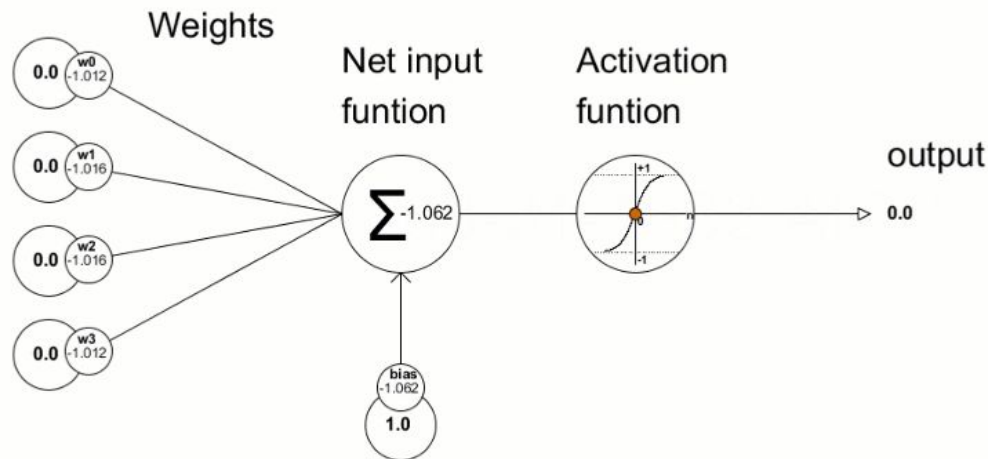 Weights
Net input
funtion
Activation
funtion
output
0.0
w0
-1.012
0.0
w1
-1.016
0.0
w2
-1.016
0.0
w3
-1.012
Σ
-1.062
+1
0
n
-1
0.0
bias
-1.062
1.0